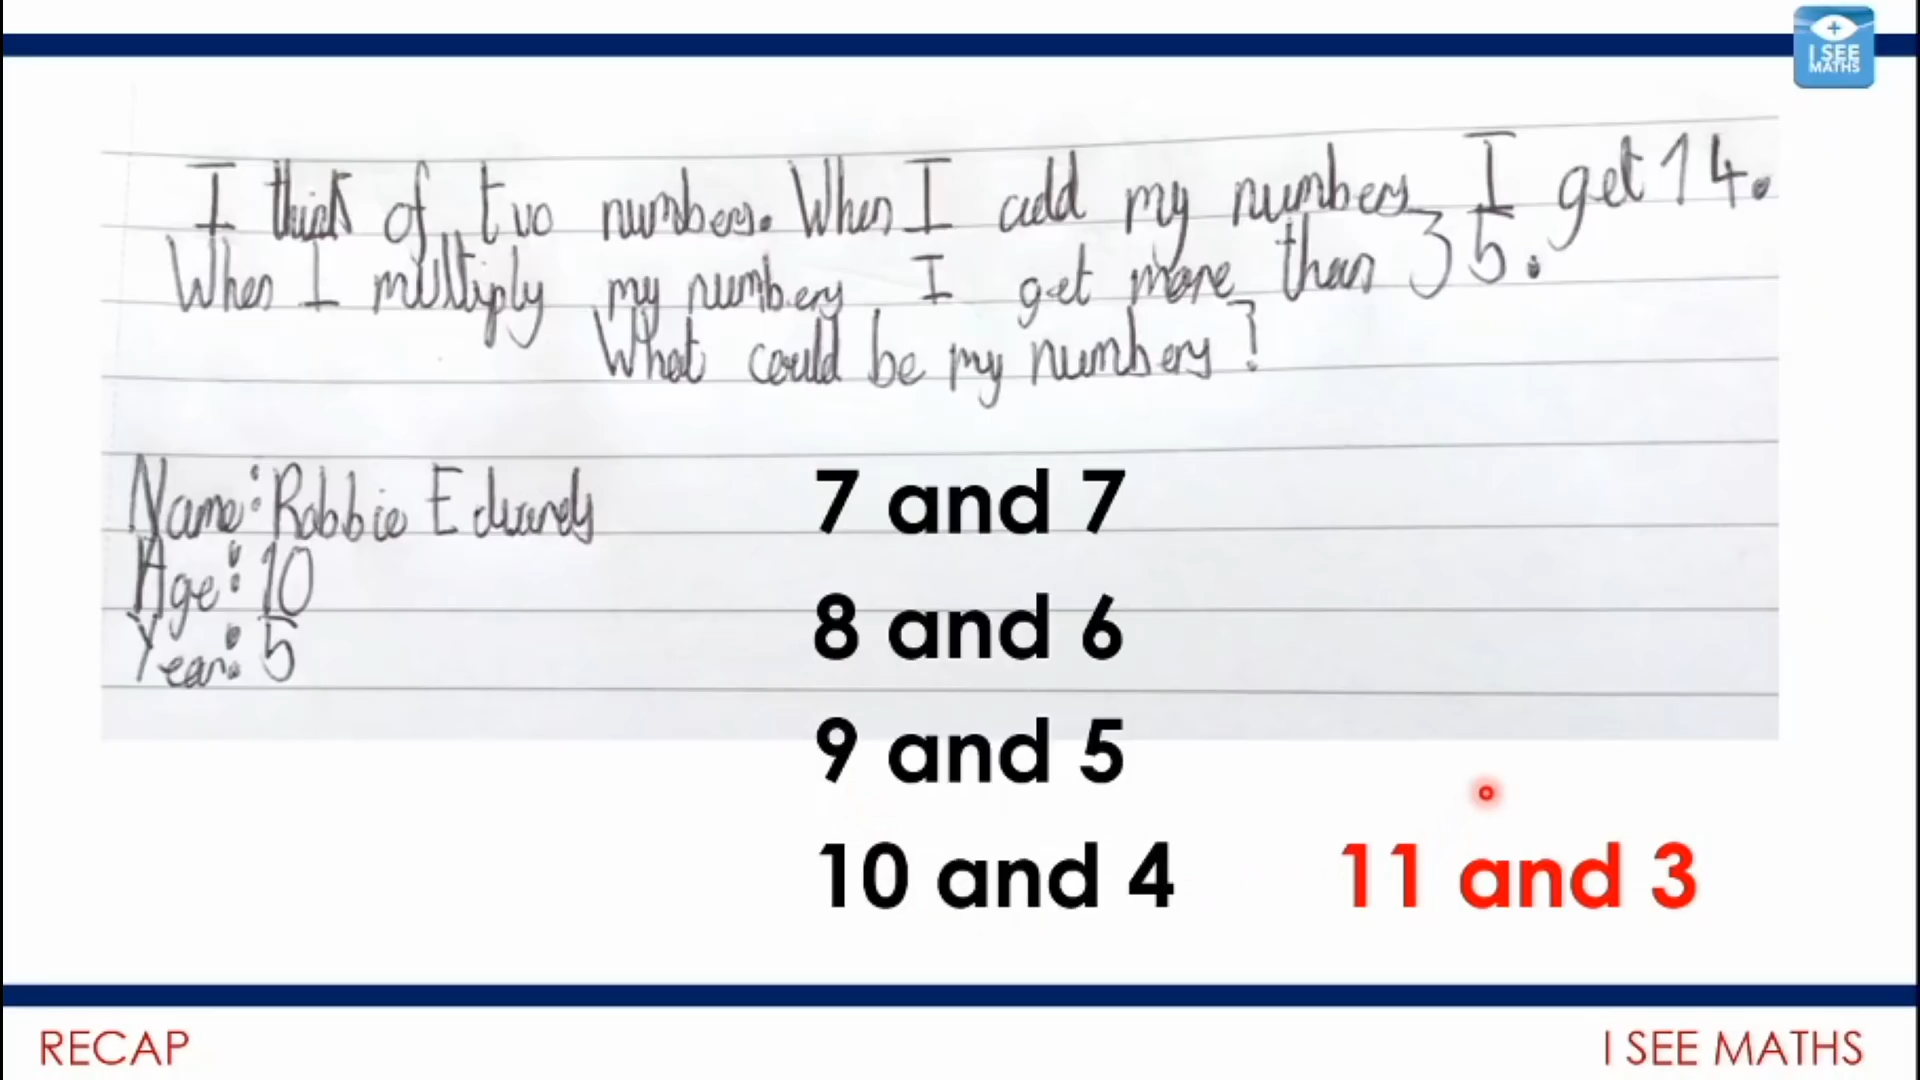 +
I SEE
MATHS
I think of two numbers. When I add my numbers I get 14.
When I multiply my numbers I get more than 35.
What could be my numbers?
Name: Robbie Edwards
Age: 10
Year: 5
7 and 7
8 and 6
9 and 5
10 and 4
11 and 3
RECAP
I SEE MATHS